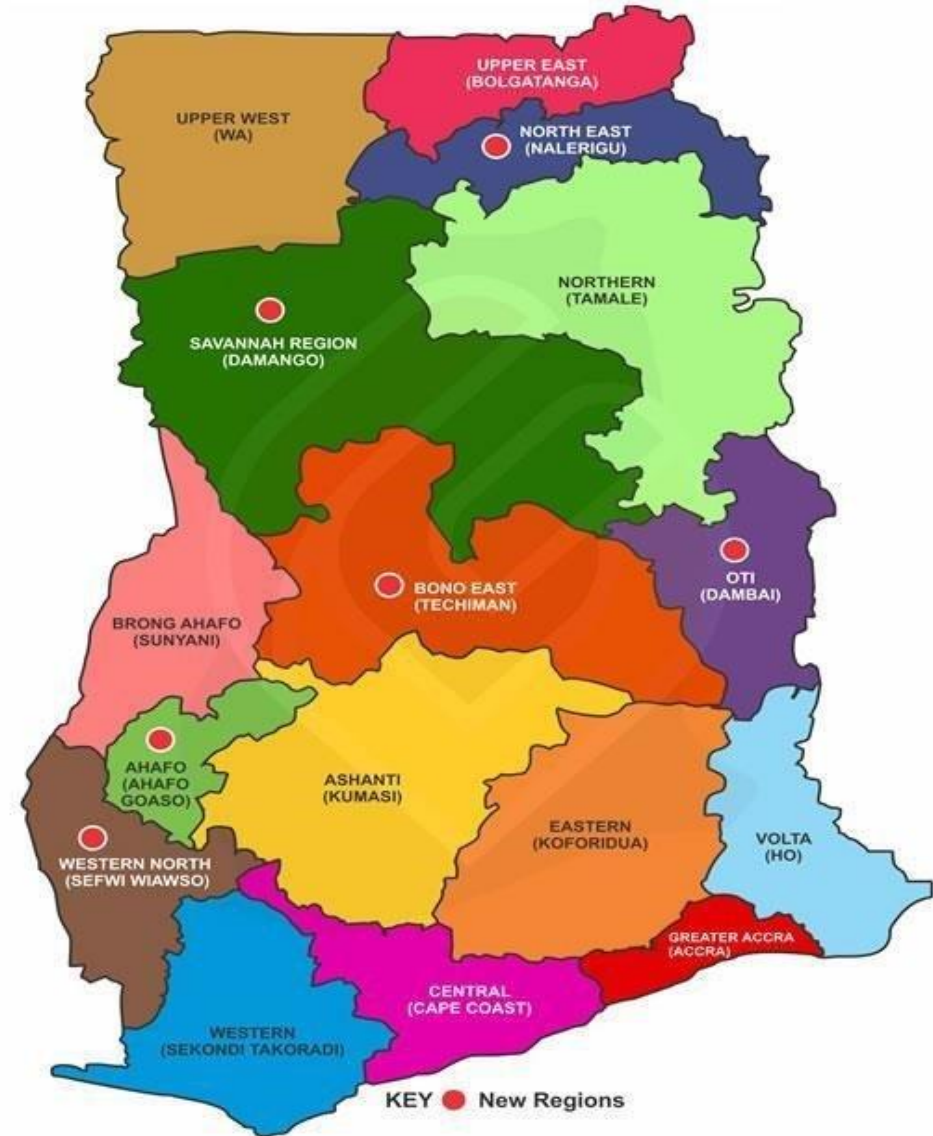 UPPER EAST
(BOLGATANGA)
UPPER WEST
(WA)
NORTH EAST
(NALERIGU)
NORTHERN
(TAMALE)
SAVANNAH REGION
(DAMANGO)
OTI
(DAMBAI)
BONO EAST
(TECHIMAN)
BRONG AHAFO
(SUNYANI)
AHAFO
(AHAFO
GOASO)
ASHANTI
(KUMASI)
EASTERN
(KOFORIDUA)
VOLTA
(HO)
WESTERN NORTH
(SEFWI WIAWSO)
GREATER ACCRA
(ACCRA)
CENTRAL
(CAPE COAST)
WESTERN
(SEKONDI TAKORADI)
KEY New Regions